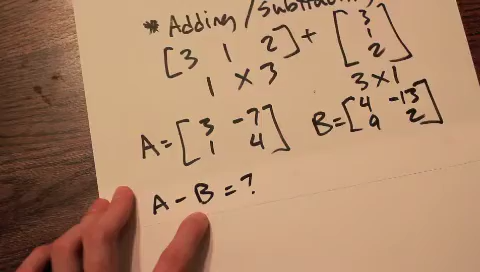 * Adding / subtracting
[3 1 2] + [3 1 2]
1 × 3 3 × 1
A = [3 -7 1 4] B = [4 -13 9 2]
A - B = ?